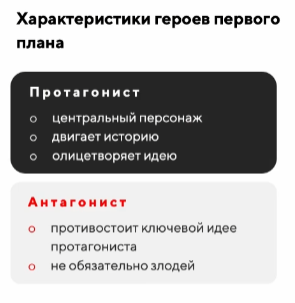 Характеристики героев первого
плана
Протагонист
о центральный персонаж
о двигает историю
о олицетворяет идею
Антагонист
о противостоит ключевой идее
протагониста
о не обязательно злодей